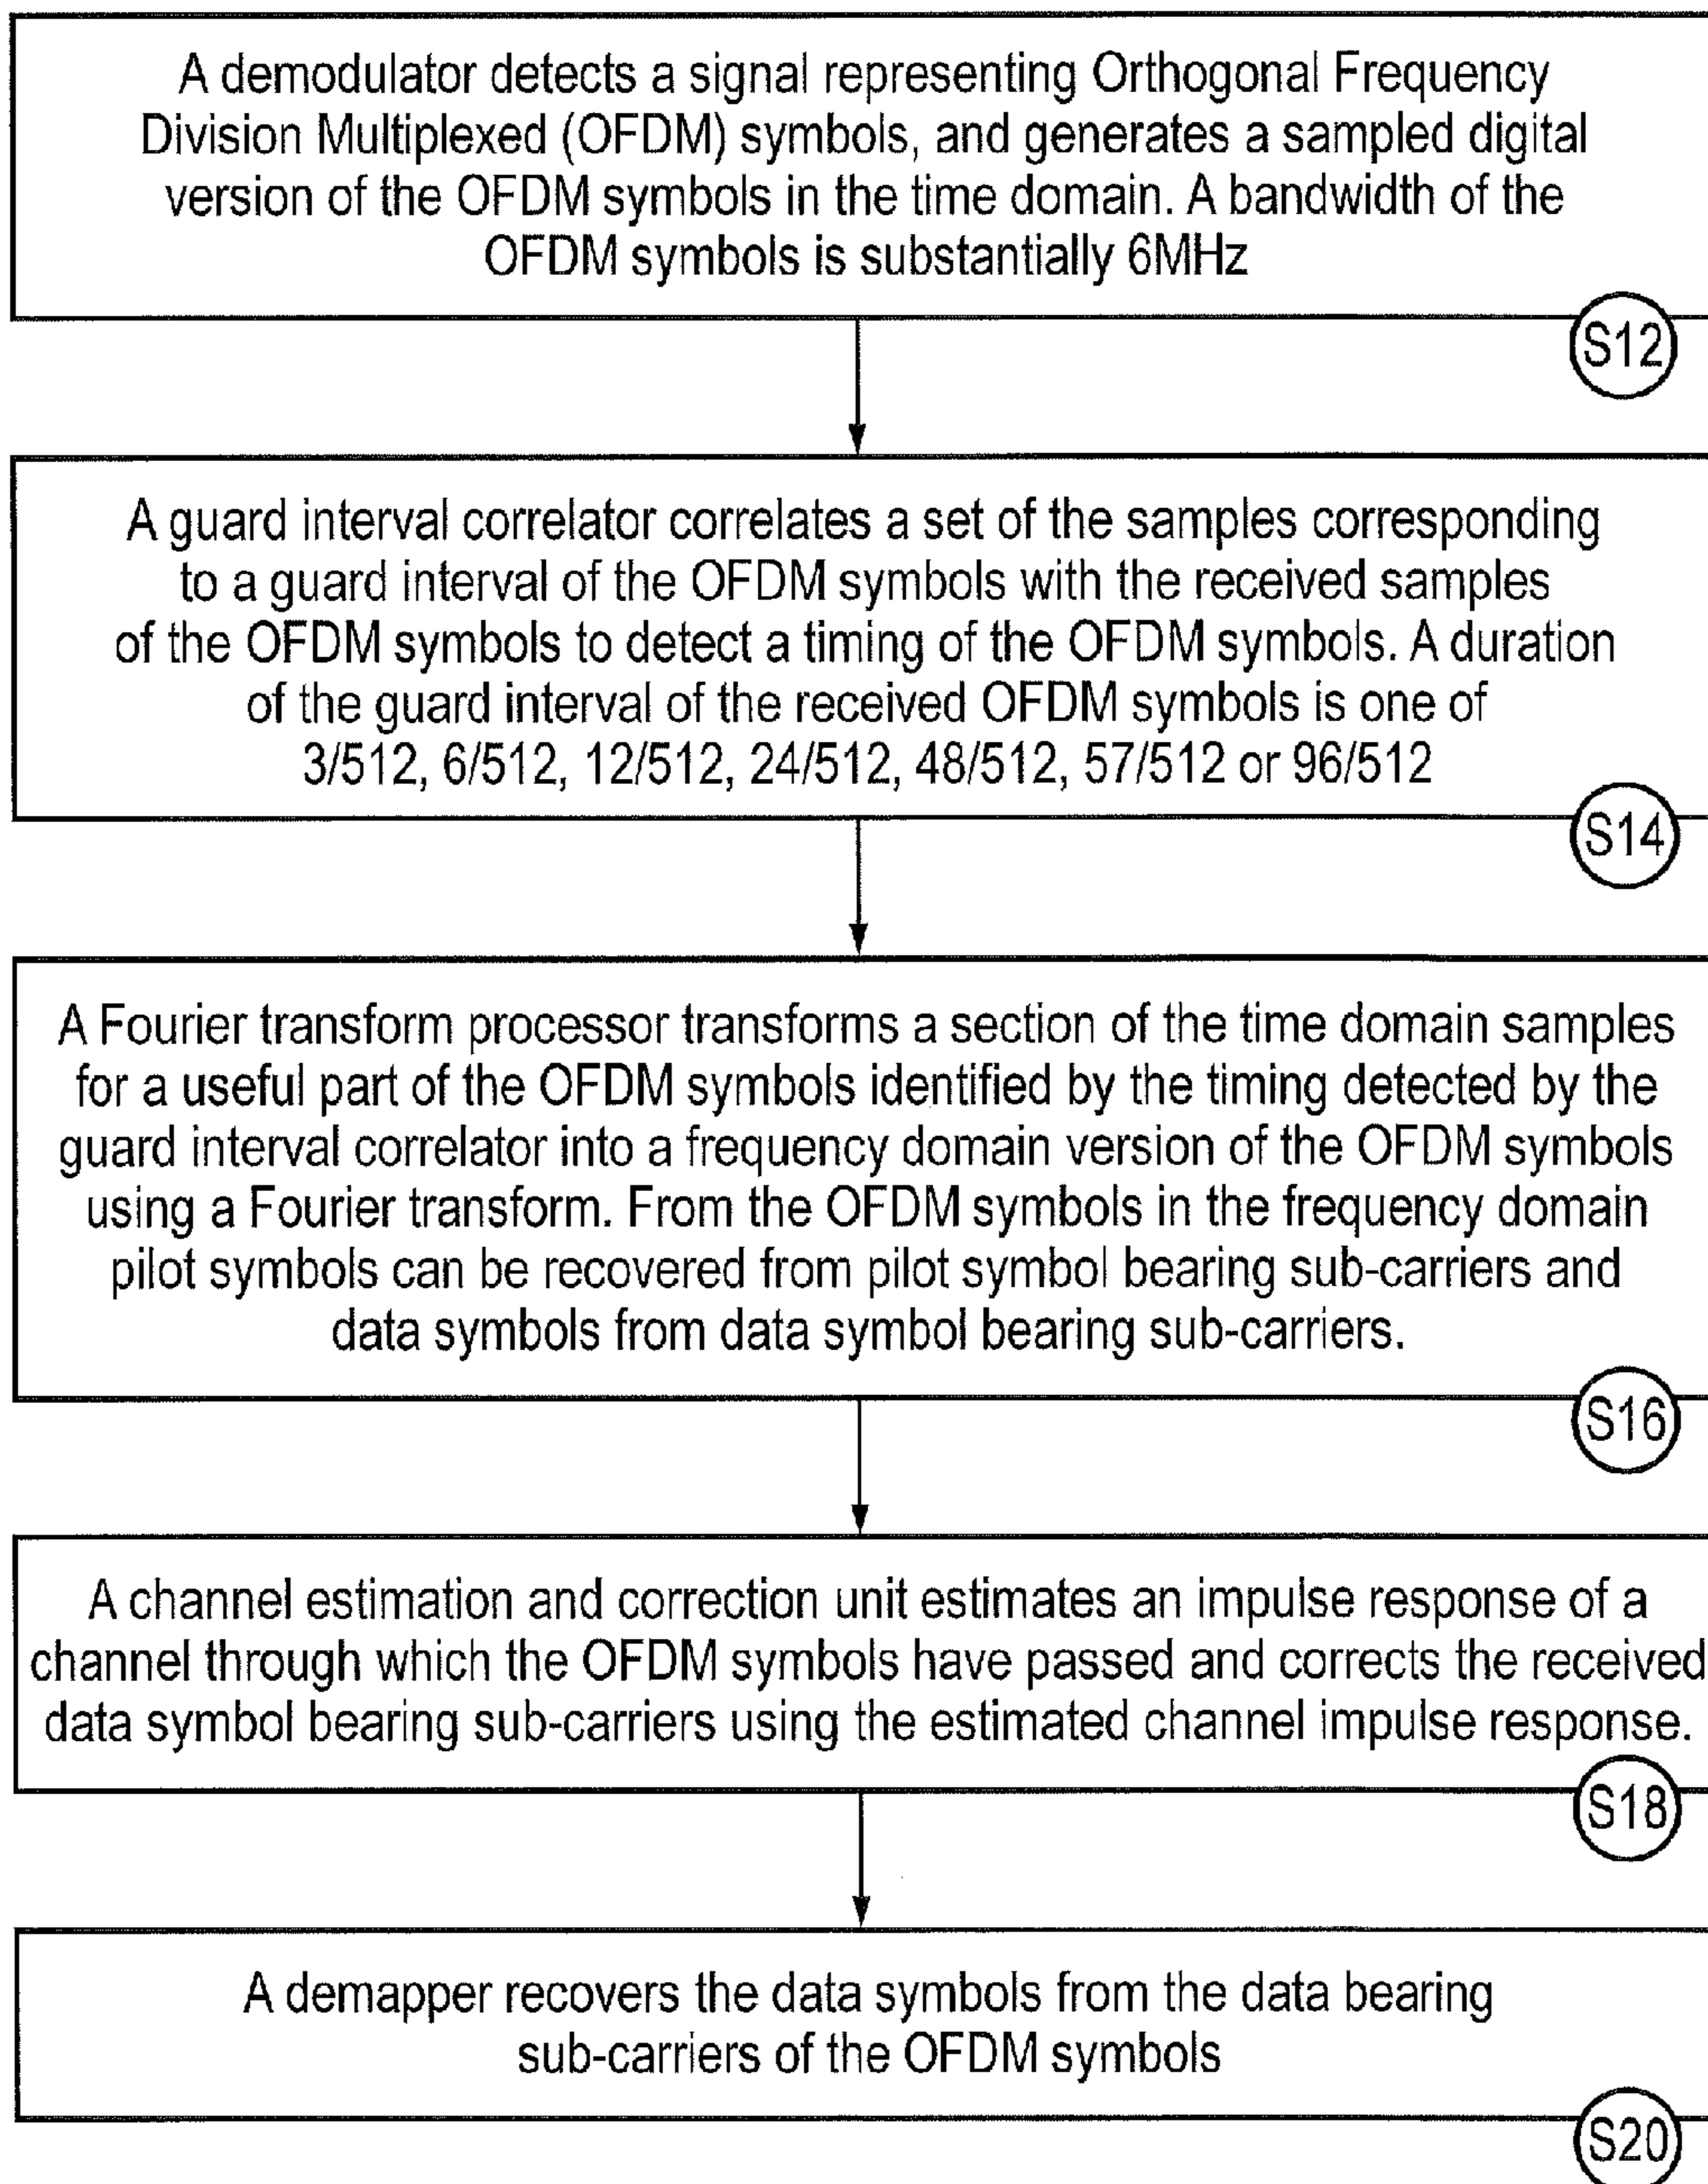 A demodulator detects a signal representing Orthogonal Frequency
Division Multiplexed (OFDM) symbols, and generates a sampled digital
version of the OFDM symbols in the time domain. A bandwidth of the
OFDM symbols is substantially 6MHz
S12
A guard interval correlator correlates a set of the samples corresponding
to a guard interval of the OFDM symbols with the received samples
of the OFDM symbols to detect a timing of the OFDM symbols. A duration
of the guard interval of the received OFDM symbols is one of
3/512, 6/512, 12/512, 24/512, 48/512, 57/512 or 96/512
S14
A Fourier transform processor transforms a section of the time domain samples
for a useful part of the OFDM symbols identified by the timing detected by the
guard interval correlator into a frequency domain version of the OFDM symbols
using a Fourier transform. From the OFDM symbols in the frequency domain
pilot symbols can be recovered from pilot symbol bearing sub-carriers and
data symbols from data symbol bearing sub-carriers.
S16
A channel estimation and correction unit estimates an impulse response of a
channel through which the OFDM symbols have passed and corrects the received
data symbol bearing sub-carriers using the estimated channel impulse response.
S18
A demapper recovers the data symbols from the data bearing
sub-carriers of the OFDM symbols
S20